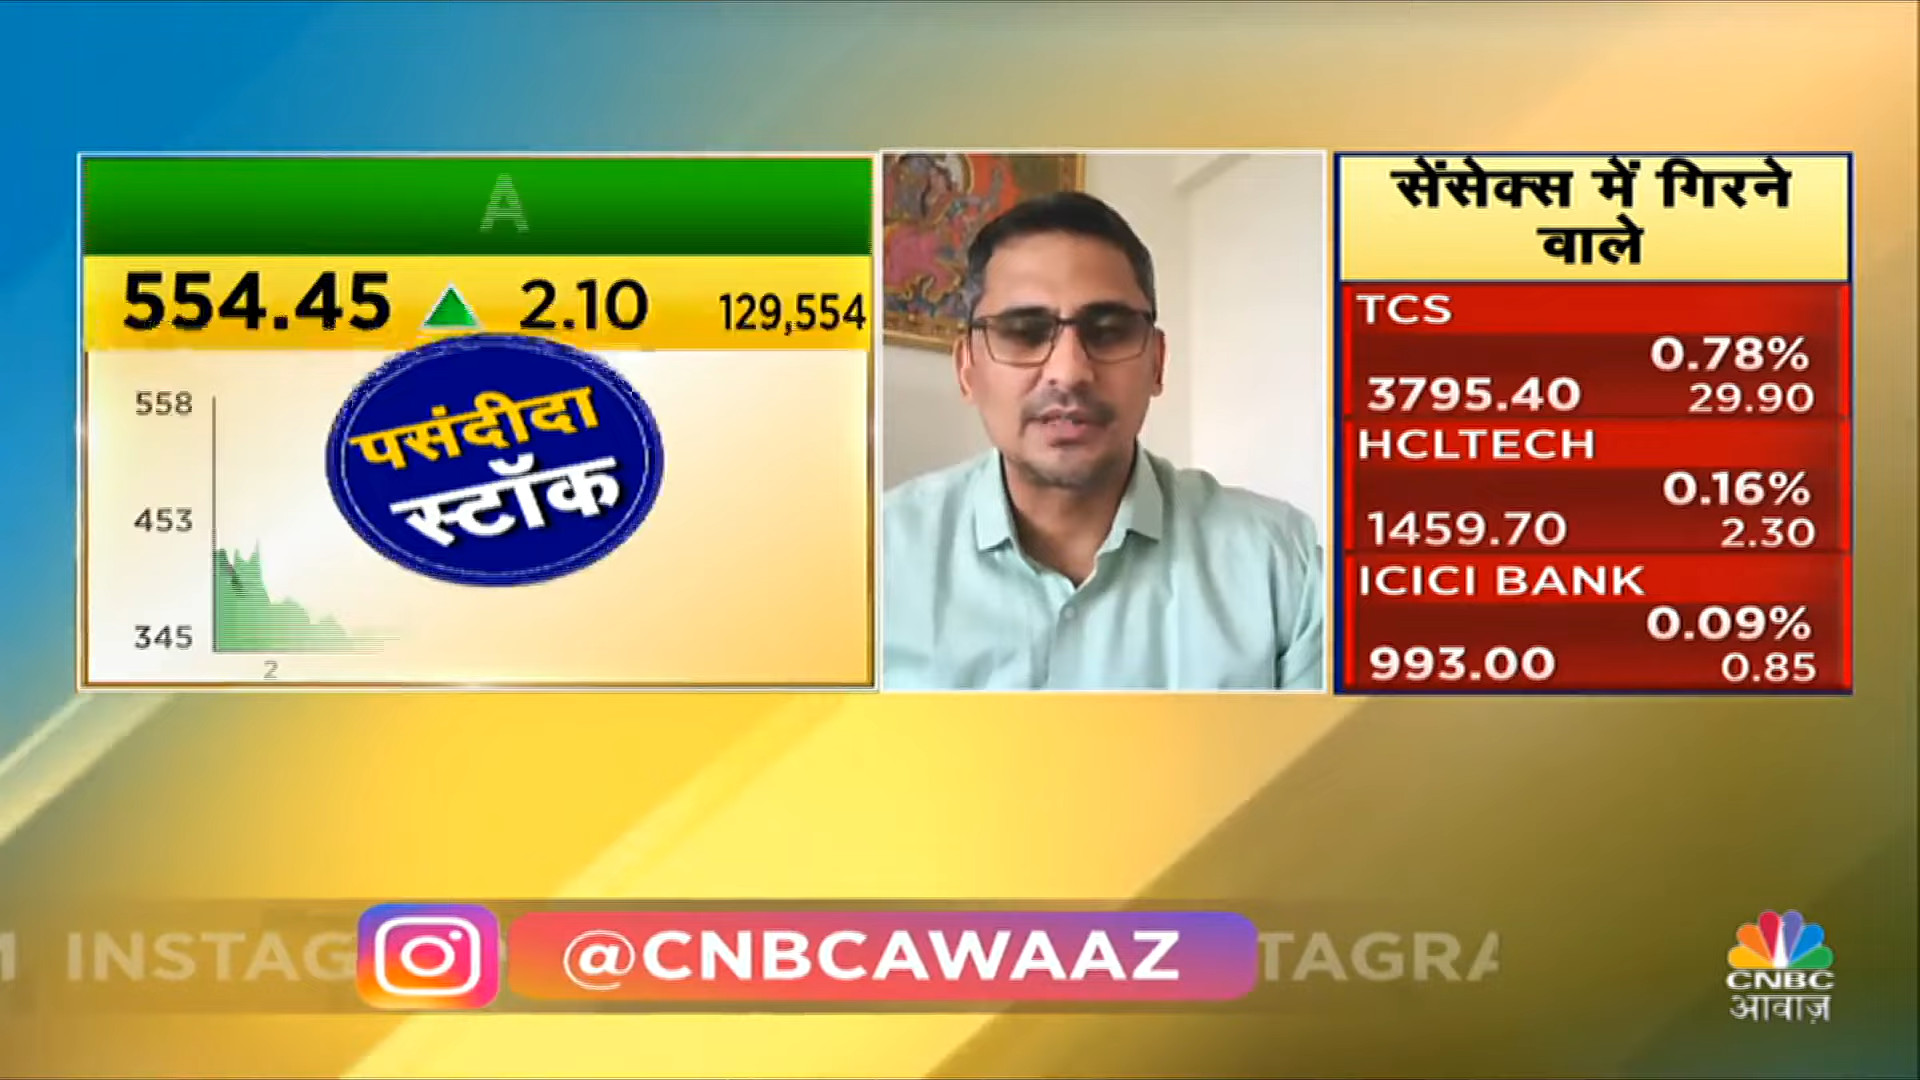 A
554.45 2.10 129,554
558
453
345
2
पसंदीदा
स्टॉक
सेंसेक्स में गिरने
वाले
TCS
0.78%
3795.40 29.90
HCLTECH
0.16%
1459.70 2.30
ICICI BANK
0.09%
993.00 0.85
M INSTAG @CNBCAWAAZ TAGRA
CNBC
आवाज़